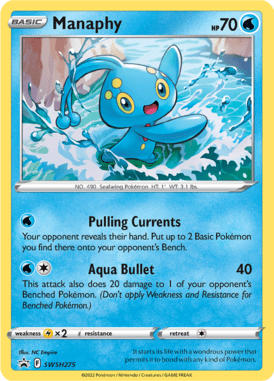 BASIC
Manaphy
HP 70
NO. 490 Seafaring Pokémon HT: 1' WT: 3.1 lbs.
Pulling Currents
Your opponent reveals their hand. Put up to 2 Basic Pokémon
you find there onto your opponent's Bench.
Aqua Bullet 40
This attack also does 20 damage to 1 of your opponent's
Benched Pokémon. (Don't apply Weakness and Resistance for
Benched Pokémon.)
weakness ×2 resistance retreat
Illus. HC Empire
F SWSH275
It starts its life with a wondrous power that
permits it to bond with any kind of Pokémon.
©2022 Pokémon / Nintendo / Creatures / GAME FREAK